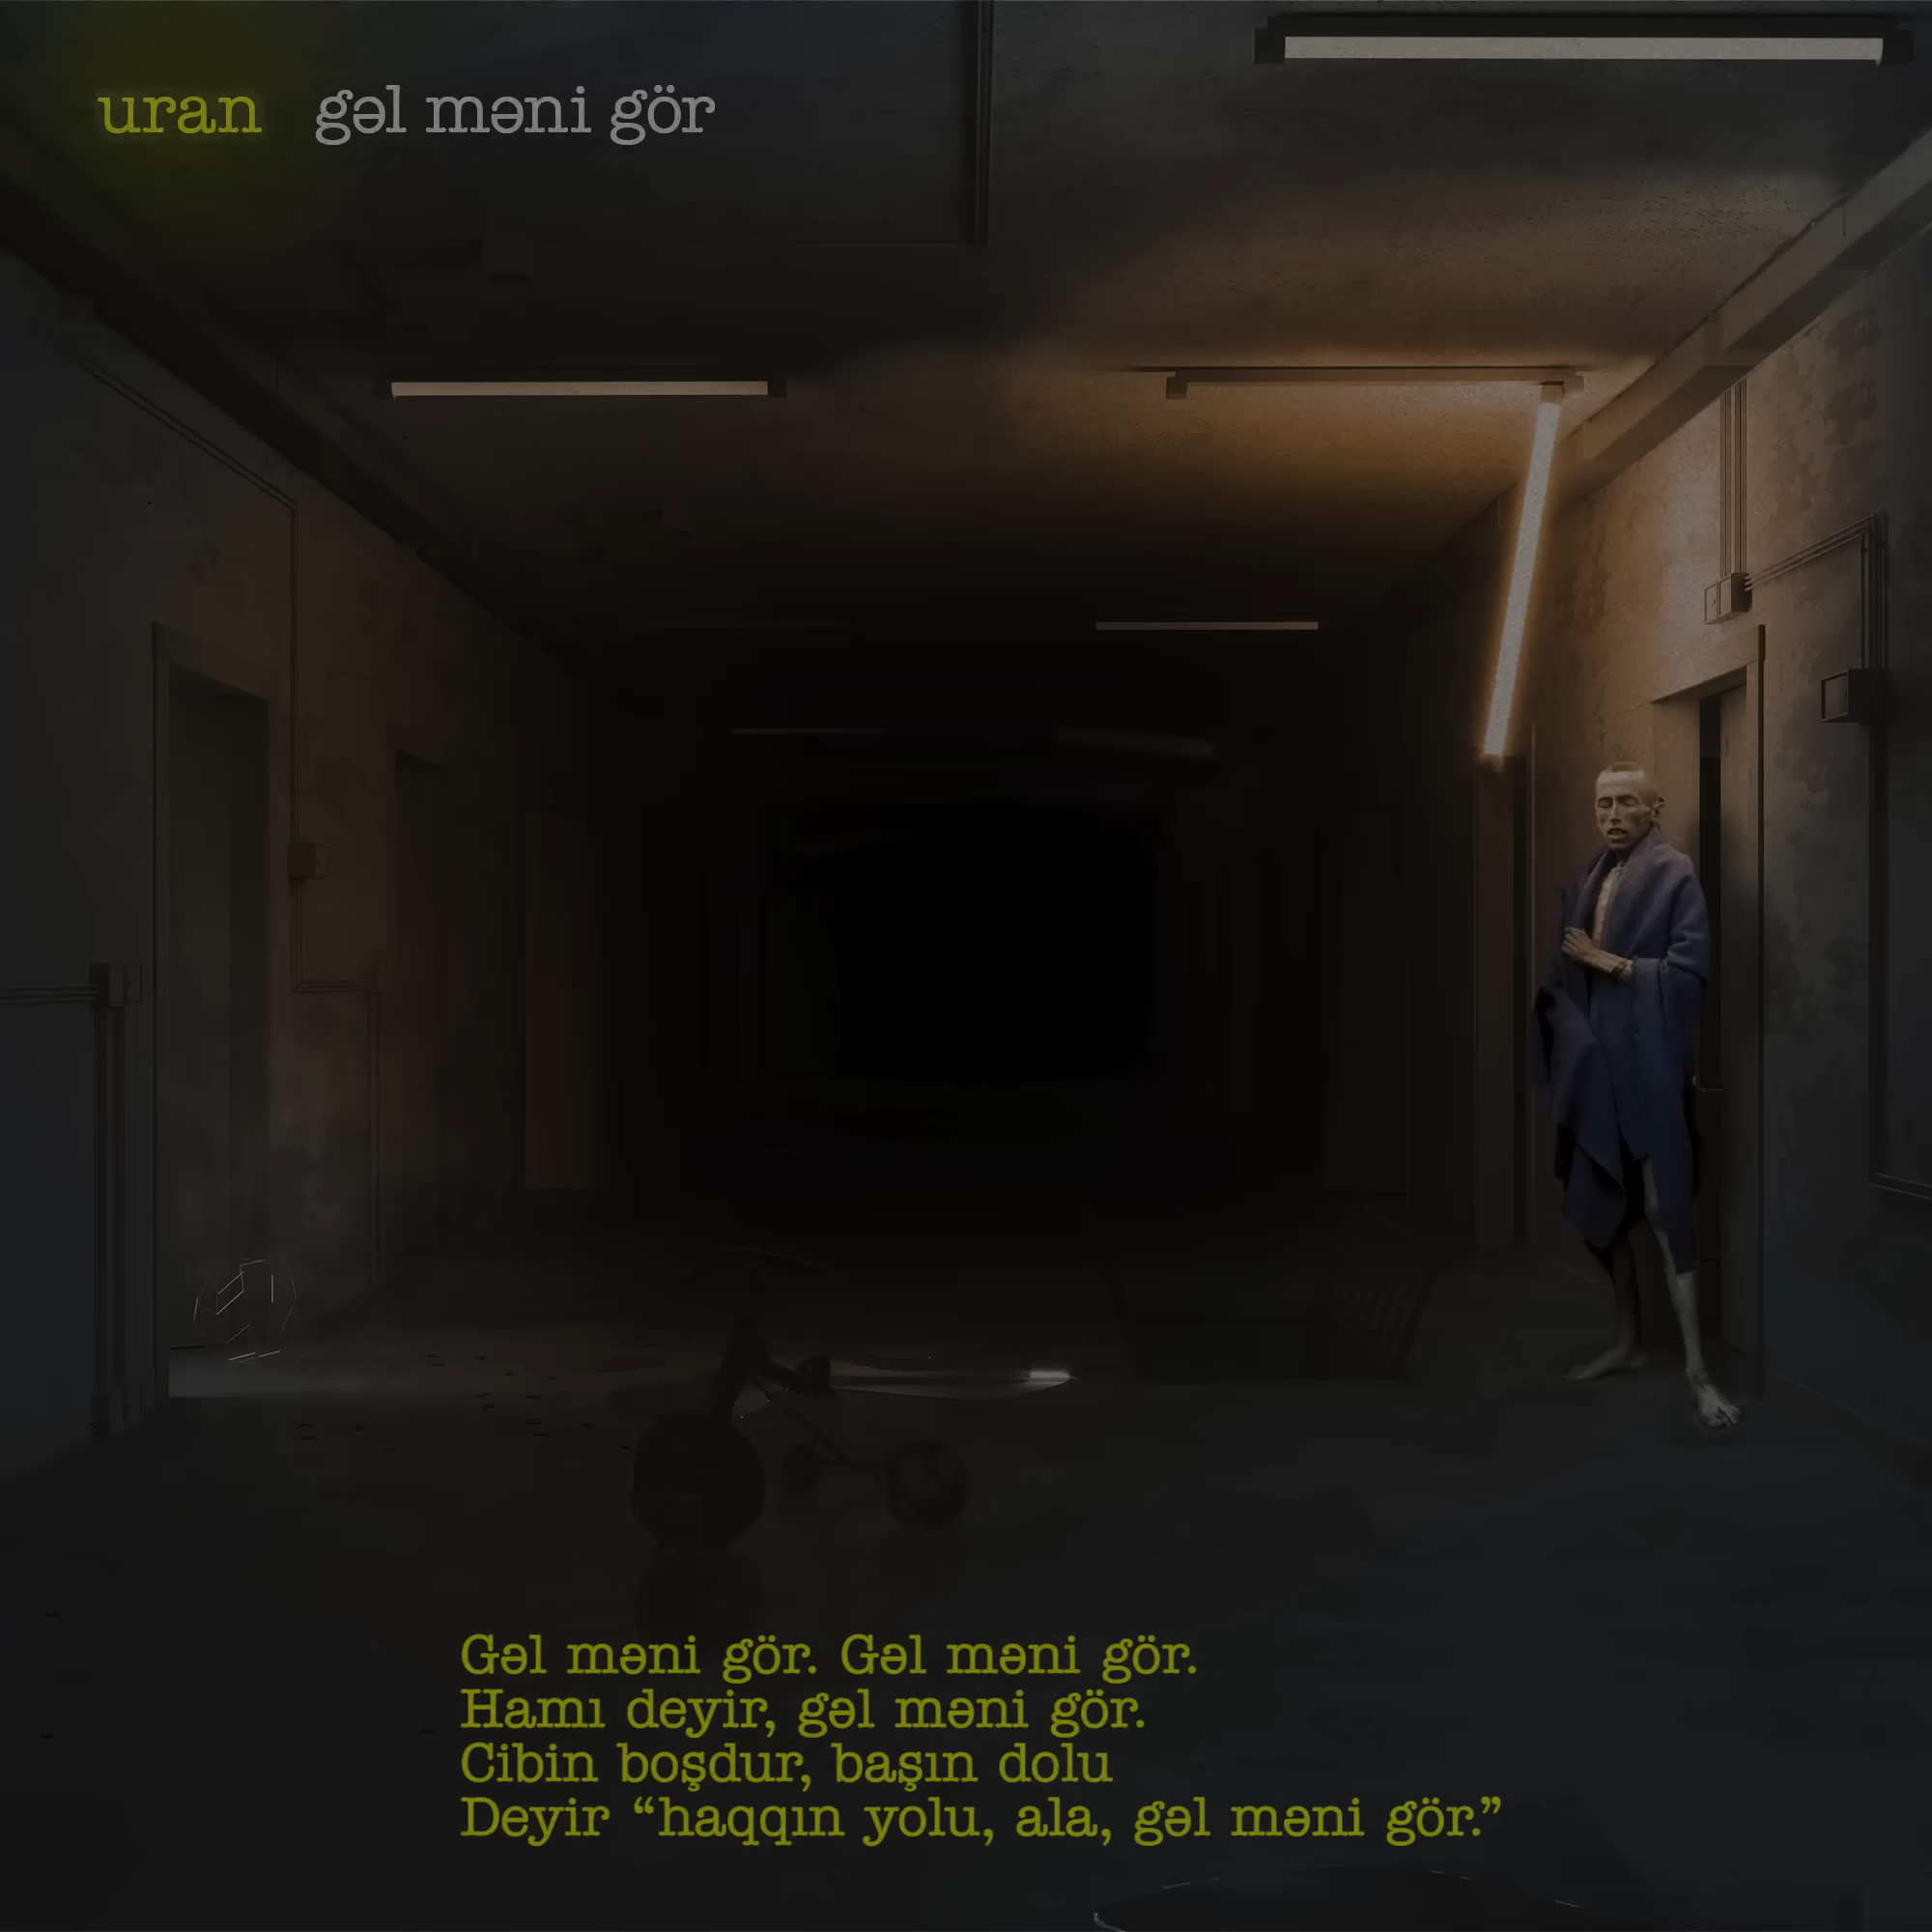 uran gəl məni gör
Gəl məni gör. Gəl məni gör.
Hamı deyir, gəl məni gör.
Cibin boşdur, başın dolu
Deyir “haqqın yolu, ala, gəl məni gör.”